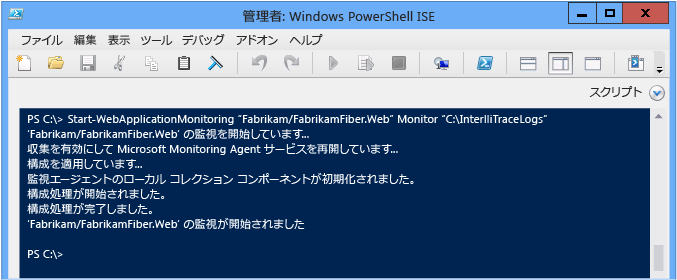 管理者: Windows PowerShell ISE
ファイル 編集 表示 ツール デバッグ アドオン ヘルプ
スクリプト
PS C:\> Start-WebApplicationMonitoring "Fabrikam/FabrikamFiber.Web" Monitor "C:\InterlliTraceLogs"
'Fabrikam/FabrikamFiber.Web' の監視を開始しています...
収集を有効にして Microsoft Monitoring Agent サービスを再開しています...
構成を適用しています...
監視エージェントのローカル コレクション コンポーネントが初期化されました。
構成処理が開始されました。
構成処理が完了しました。
'Fabrikam/FabrikamFiber.Web' の監視が開始されました
PS C:\>